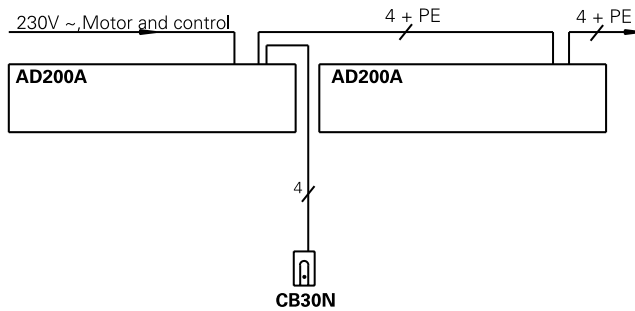 230V ~,Motor and control
4 + PE
4 + PE
AD200A
AD200A
4
CB30N